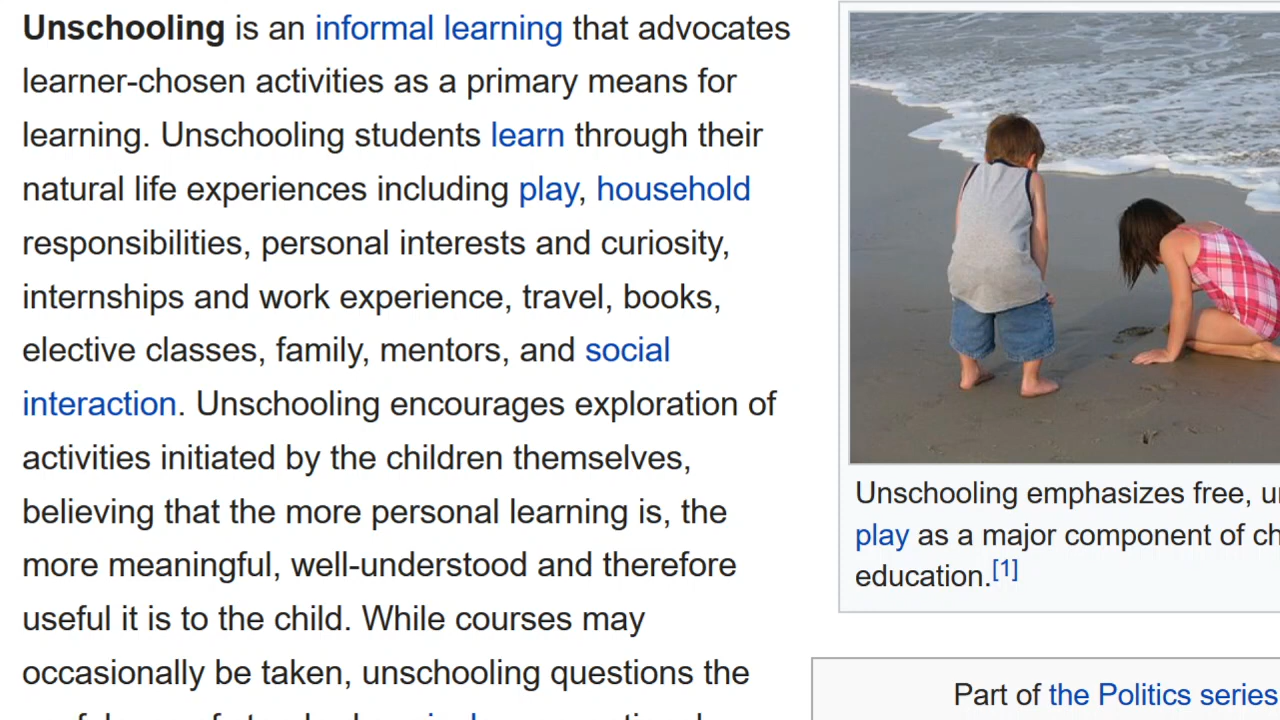 Unschooling is an informal learning that advocates
learner-chosen activities as a primary means for
learning. Unschooling students learn through their
natural life experiences including play, household
responsibilities, personal interests and curiosity,
internships and work experience, travel, books,
elective classes, family, mentors, and social
interaction. Unschooling encourages exploration of
activities initiated by the children themselves,
believing that the more personal learning is, the
more meaningful, well-understood and therefore
useful it is to the child. While courses may
occasionally be taken, unschooling questions the
Unschooling emphasizes free,
play as a major component of
education.[1]
Part of the Politics series